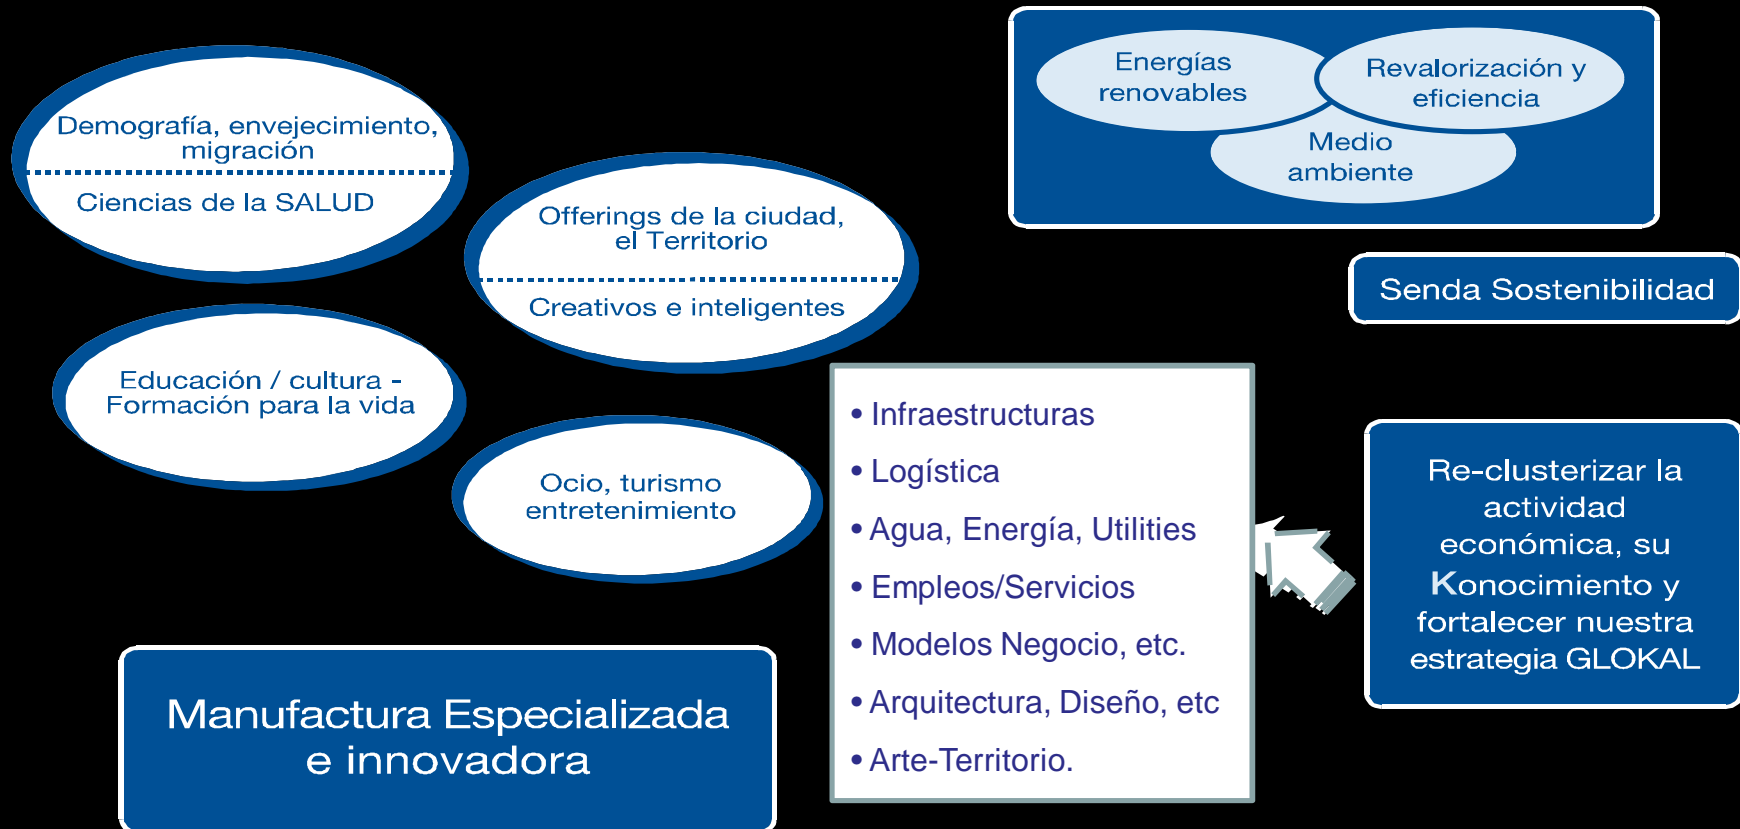 Demografía, envejecimiento,
migración
Ciencias de la SALUD
Offerings de la ciudad,
el Territorio
Creativos e inteligentes
Educación / cultura -
Formación para la vida
Ocio, turismo
entretenimiento
Manufactura Especializada
e innovadora
Energías
renovables
Revalorización y
eficiencia
Medio
ambiente
Senda Sostenibilidad
• Infraestructuras
• Logística
• Agua, Energía, Utilities
• Empleos/Servicios
• Modelos Negocio, etc.
• Arquitectura, Diseño, etc
• Arte-Territorio.
Re-clusterizar la
actividad
económica, su
Konocimiento y
fortalecer nuestra
estrategia GLOKAL